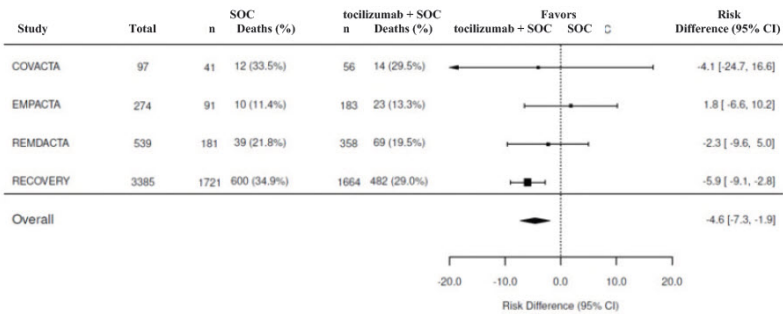 SOC tocilizumab + SOC Favors Risk
Study Total n Deaths (%) n Deaths (%) tocilizumab + SOC SOC Difference (95% CI)
COVACTA 97 41 12 (33.5%) 56 14 (29.5%) -4.1 [-24.7, 16.6]
EMPACTA 274 91 10 (11.4%) 183 23 (13.3%) 1.8 [ -6.6, 10.2]
REMDACTA 539 181 39 (21.8%) 358 69 (19.5%) -2.3 [ -9.6, 5.0]
RECOVERY 3385 1721 600 (34.9%) 1664 482 (29.0%) -5.9 [ -9.1, -2.8]
Overall -4.6 [-7.3, -1.9]
-20.0 -10.0 0.0 10.0 20.0
Risk Difference (95% CI)